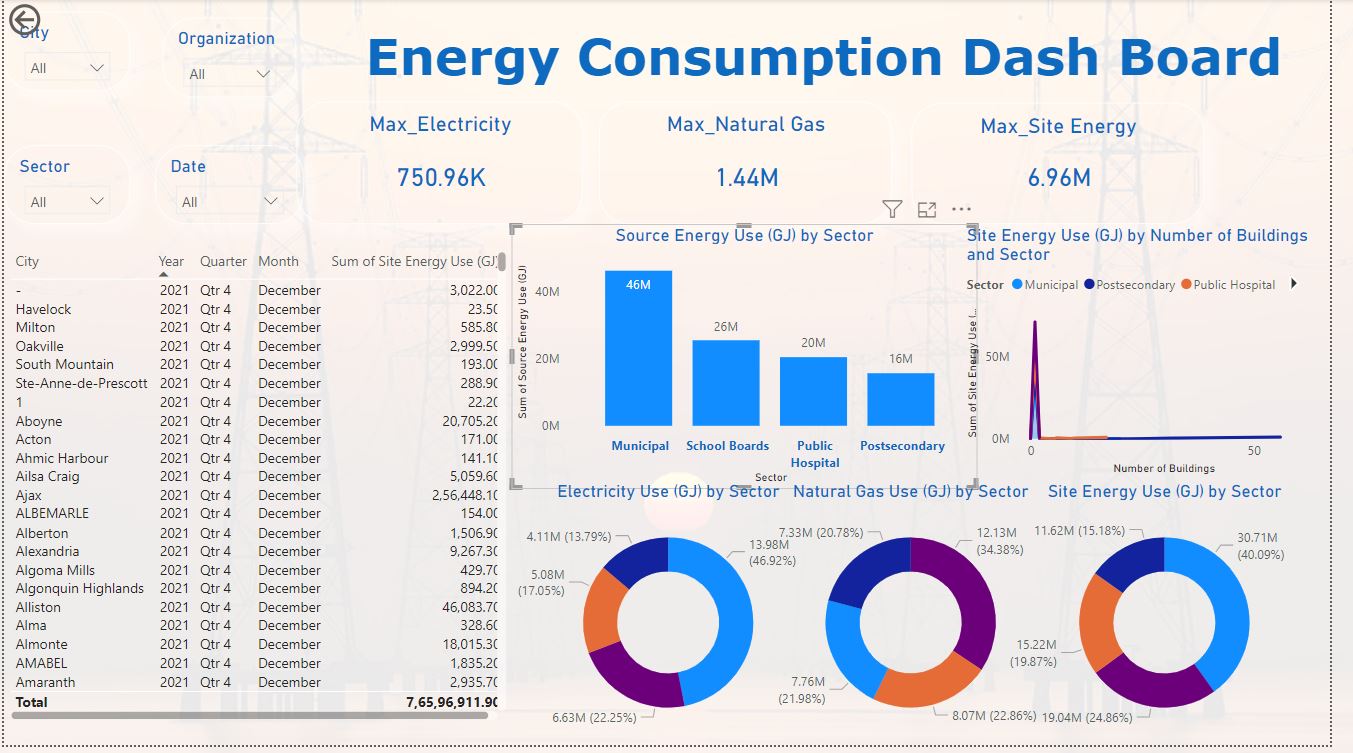 City
All
Organization
All
Energy Consumption Dash Board
Sector
All
Date
All
Max_Electricity
750.96K
Max_Natural Gas
1.44M
Max_Site Energy
6.96M
City Year Quarter Month Sum of Site Energy Use (GJ)
- 2021 Qtr 4 December 3,022.00
Havelock 2021 Qtr 4 December 23.50
Milton 2021 Qtr 4 December 585.80
Oakville 2021 Qtr 4 December 2,999.50
South Mountain 2021 Qtr 4 December 193.00
Ste-Anne-de-Prescott 2021 Qtr 4 December 288.90
1 2021 Qtr 4 December 22.20
Aboyne 2021 Qtr 4 December 20,705.20
Acton 2021 Qtr 4 December 171.00
Ahmic Harbour 2021 Qtr 4 December 141.10
Ailsa Craig 2021 Qtr 4 December 5,059.60
Ajax 2021 Qtr 4 December 2,56,448.10
ALBEMARLE 2021 Qtr 4 December 154.00
Alberton 2021 Qtr 4 December 1,506.90
Alexandria 2021 Qtr 4 December 9,267.30
Algoma Mills 2021 Qtr 4 December 429.70
Algonquin Highlands 2021 Qtr 4 December 894.20
Alliston 2021 Qtr 4 December 46,083.70
Alma 2021 Qtr 4 December 328.60
Almonte 2021 Qtr 4 December 18,015.30
AMABEL 2021 Qtr 4 December 1,835.20
Amaranth 2021 Qtr 4 December 2,935.70
Total 7,65,96,911.90
Source Energy Use (GJ) by Sector
Sum of Source Energy Use (GJ)
40M
20M
0M
46M
26M
20M
16M
Municipal
School Boards
Public
Hospital
Postsecondary
Sector
Site Energy Use (GJ) by Number of Buildings
and Sector
Sector Municipal Postsecondary Public Hospital
Sum of Site Energy Use (...
50M
0M
0 50
Number of Buildings
Electricity Use (GJ) by Sector
4.11M (13.79%)
13.98M
(46.92%)
5.08M
(17.05%)
6.63M (22.25%)
Natural Gas Use (GJ) by Sector
7.33M (20.78%)
12.13M
(34.38%)
7.76M
(21.98%)
8.07M (22.86%)
Site Energy Use (GJ) by Sector
11.62M (15.18%)
30.71M
(40.09%)
15.22M
(19.87%)
19.04M (24.86%)